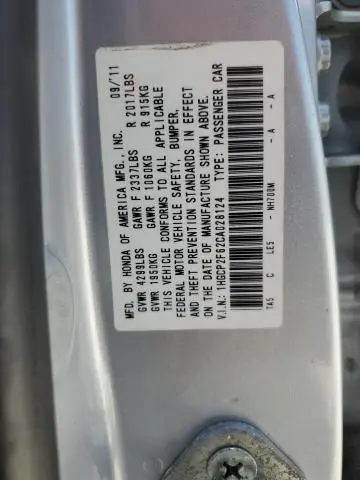 MFD. BY HONDA OF AMERICA MFG., INC. 09/11
GVWR 4299LBS GAWR F 2337LBS R 2017LBS
GVWR 1950KG GAWR F 1060KG R 915KG
THIS VEHICLE CONFORMS TO ALL APPLICABLE
FEDERAL MOTOR VEHICLE SAFETY, BUMPER,
AND THEFT PREVENTION STANDARDS IN EFFECT
ON THE DATE OF MANUFACTURE SHOWN ABOVE.
V.I.N.: 1HGCP2F62CA028124 TYPE: PASSENGER CAR
TA5 C LE5 - NH700M - A - A - A